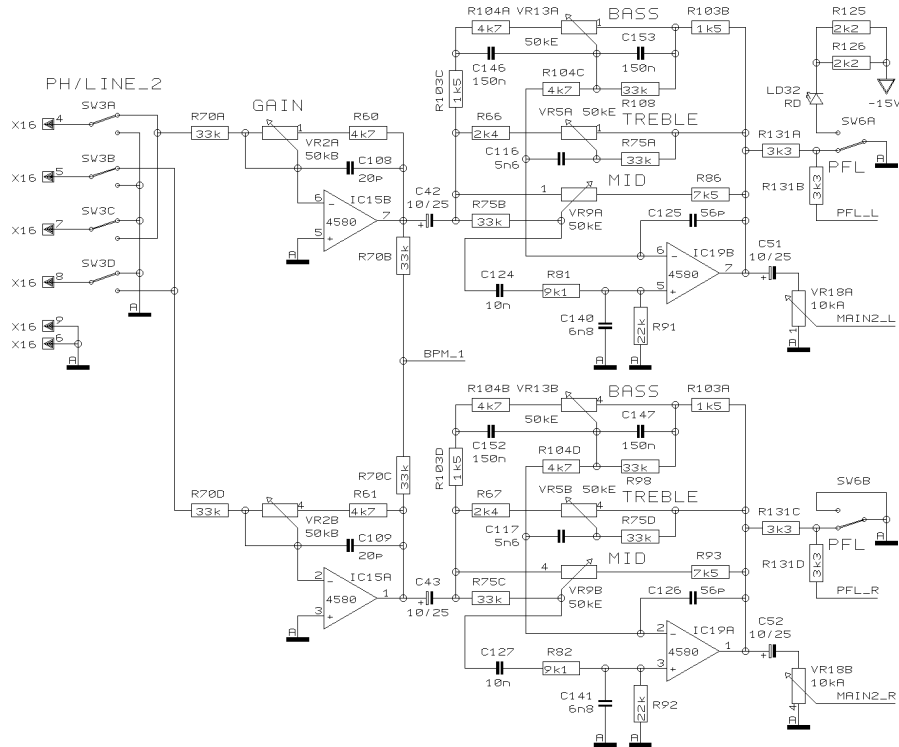 R104A VR13A BASS R103B R125
4k7 1 1k5 2k2
50kE C153 R126
C146 150n 2k2
150n R104C
PH/LINE_2 R103C 1k5 4k7 33k LD32 -15V
SW3A R108 RD
X16 4 R70A GAIN R60 R66 VR5A 50kE TREBLE SW6A
33k 1 4k7 2k4 1 R75A R131A
VR2A C116 33k 3k3 A
SW3B 50kB C108 5n6 MID R86 PFL
X16 5 20p R131B 3k3
6 IC15B C42 1 7k5
SW3C 4580 7 R75B VR9A C125 56p PFL_L
X16 7 5 10/25 33k 50kE
A R70B 33k IC19B C51
SW3D C124 R81 6 4580 7 10/25
X16 8 10n 9k1 5 VR18A
A C140 10kA
X16 9 6n8 22k R91 1 MAIN2_L
X16 6 A A A
A BPM_1
R104B VR13B BASS R103A
4k7 4 1k5
50kE C147
C152 150n
150n R104D
R70C 33k R103D 1k5 4k7 33k
R98 SW6B
R70D R61 R67 VR5B 50kE TREBLE
33k 4 4k7 2k4 4 R75D R131C
VR2B C117 33k 3k3 A
50kB C109 5n6 MID R93 PFL
20p R131D 3k3
2 IC15A C43 4 7k5
4580 1 R75C VR9B C126 56p PFL_R
3 10/25 33k 50kE
A IC19A C52
C127 R82 2 4580 1 10/25
10n 9k1 3 VR18B
C141 10kA
6n8 22k R92 4 MAIN2_R
A A A